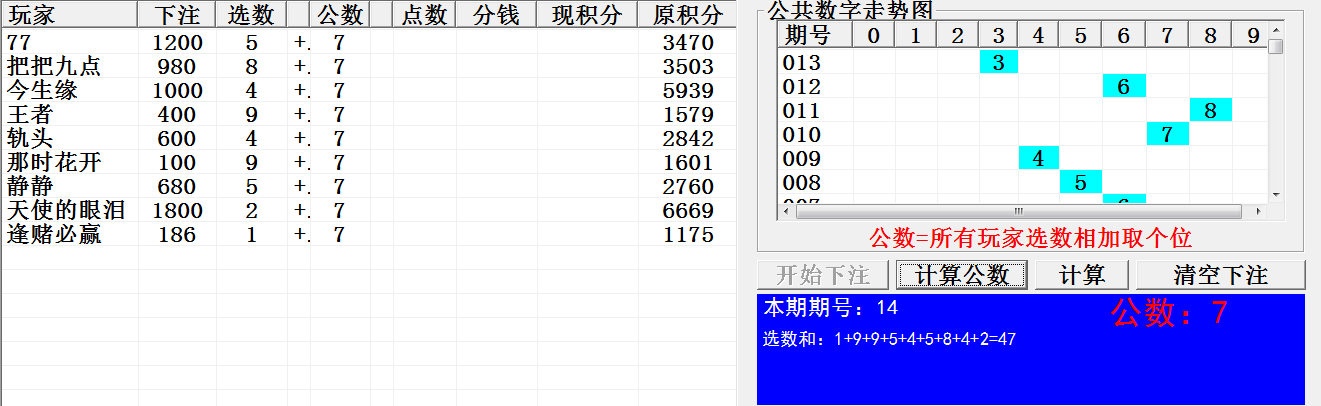 玩家 下注 选数 公数 点数 分钱 现积分 原积分
77 1200 5 +. 7 3470
把把九点 980 8 +. 7 3503
今生缘 1000 4 +. 7 5939
王者 400 9 +. 7 1579
轨头 600 4 +. 7 2842
那时花开 100 9 +. 7 1601
静静 680 5 +. 7 2760
天使的眼泪 1800 2 +. 7 6669
逢赌必赢 186 1 +. 7 1175
公共数字走势图
期号 0 1 2 3 4 5 6 7 8 9
013 3
012 6
011 8
010 7
009 4
008 5
公数=所有玩家选数相加取个位
开始下注 计算公数 计算 清空下注
本期期号：14 公数：7
选数和：1+9+9+5+4+5+8+4+2=47